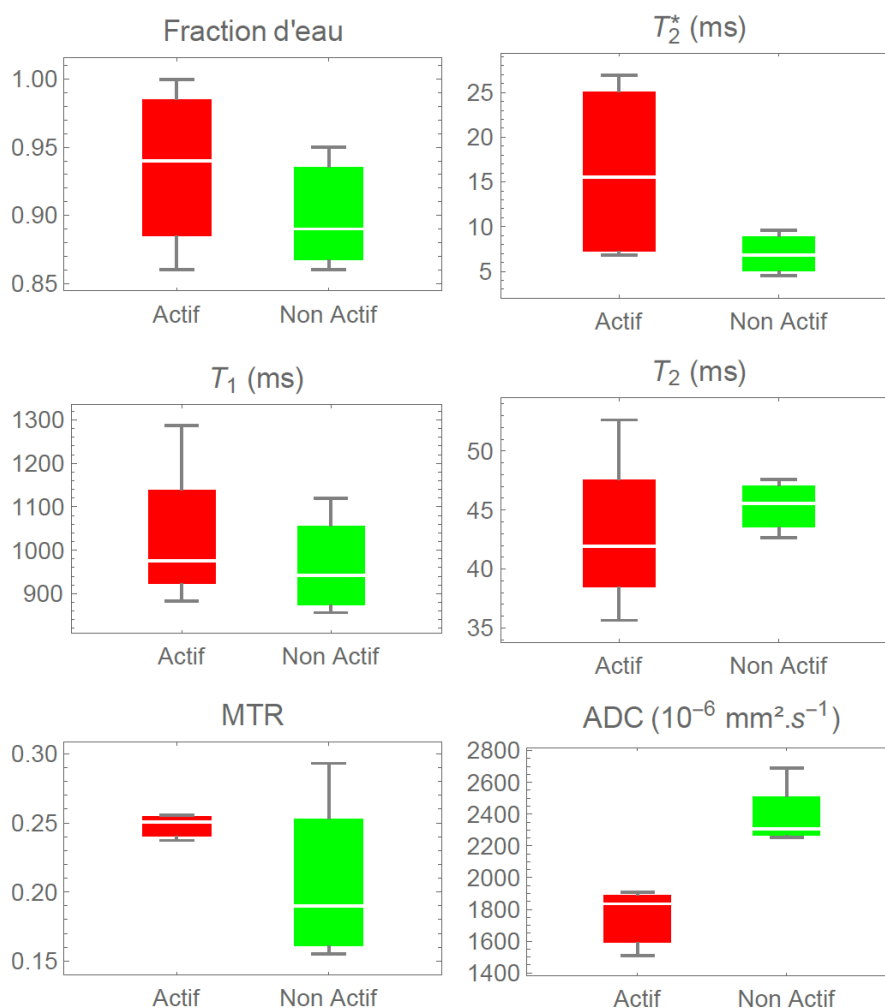 Fraction d'eau
1.00
0.95
0.90
0.85
Actif Non Actif
T₂* (ms)
25
20
15
10
5
Actif Non Actif
T₁ (ms)
1300
1200
1100
1000
900
Actif Non Actif
T₂ (ms)
50
45
40
35
Actif Non Actif
MTR
0.30
0.25
0.20
0.15
Actif Non Actif
ADC (10⁻⁶ mm².s⁻¹)
2800
2600
2400
2200
2000
1800
1600
1400
Actif Non Actif